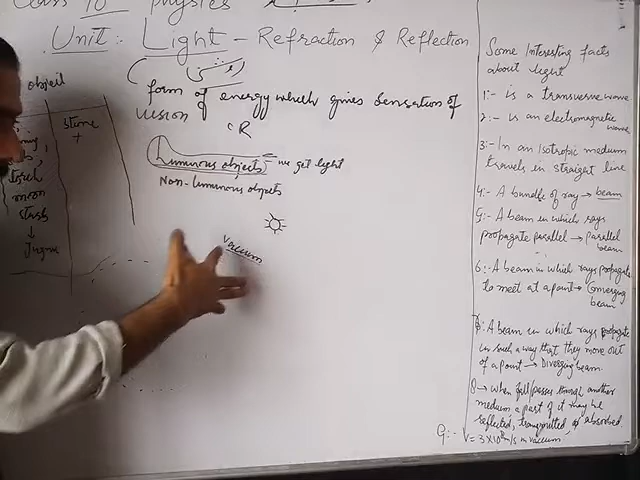 Class 10 Physics
Unit:- Light - Refraction & Reflection
form of energy which gives sensation of
vision
OR
Luminous objects → we get light
Non-luminous objects
Vacuum
object
stone
+
torch
moon
↓
Some Interesting facts
about light
1:- is a transverse wave
2:- is an electromagnetic
wave
3:- In an Isotropic medium
travels in straight line
4:- A bundle of ray → beam
5:- A beam in which rays
propagate parallel → parallel
beam
6:- A beam in which rays propagate
to meet at a point →
beam
A beam in which rays propagate
in such a way that they move out
of a point → Diverging beam.
8 → when fall/passes through another
medium a part of it may be
reflected, transmitted, or absorbed.
9:- V = 3×10⁸m/s in vacuum